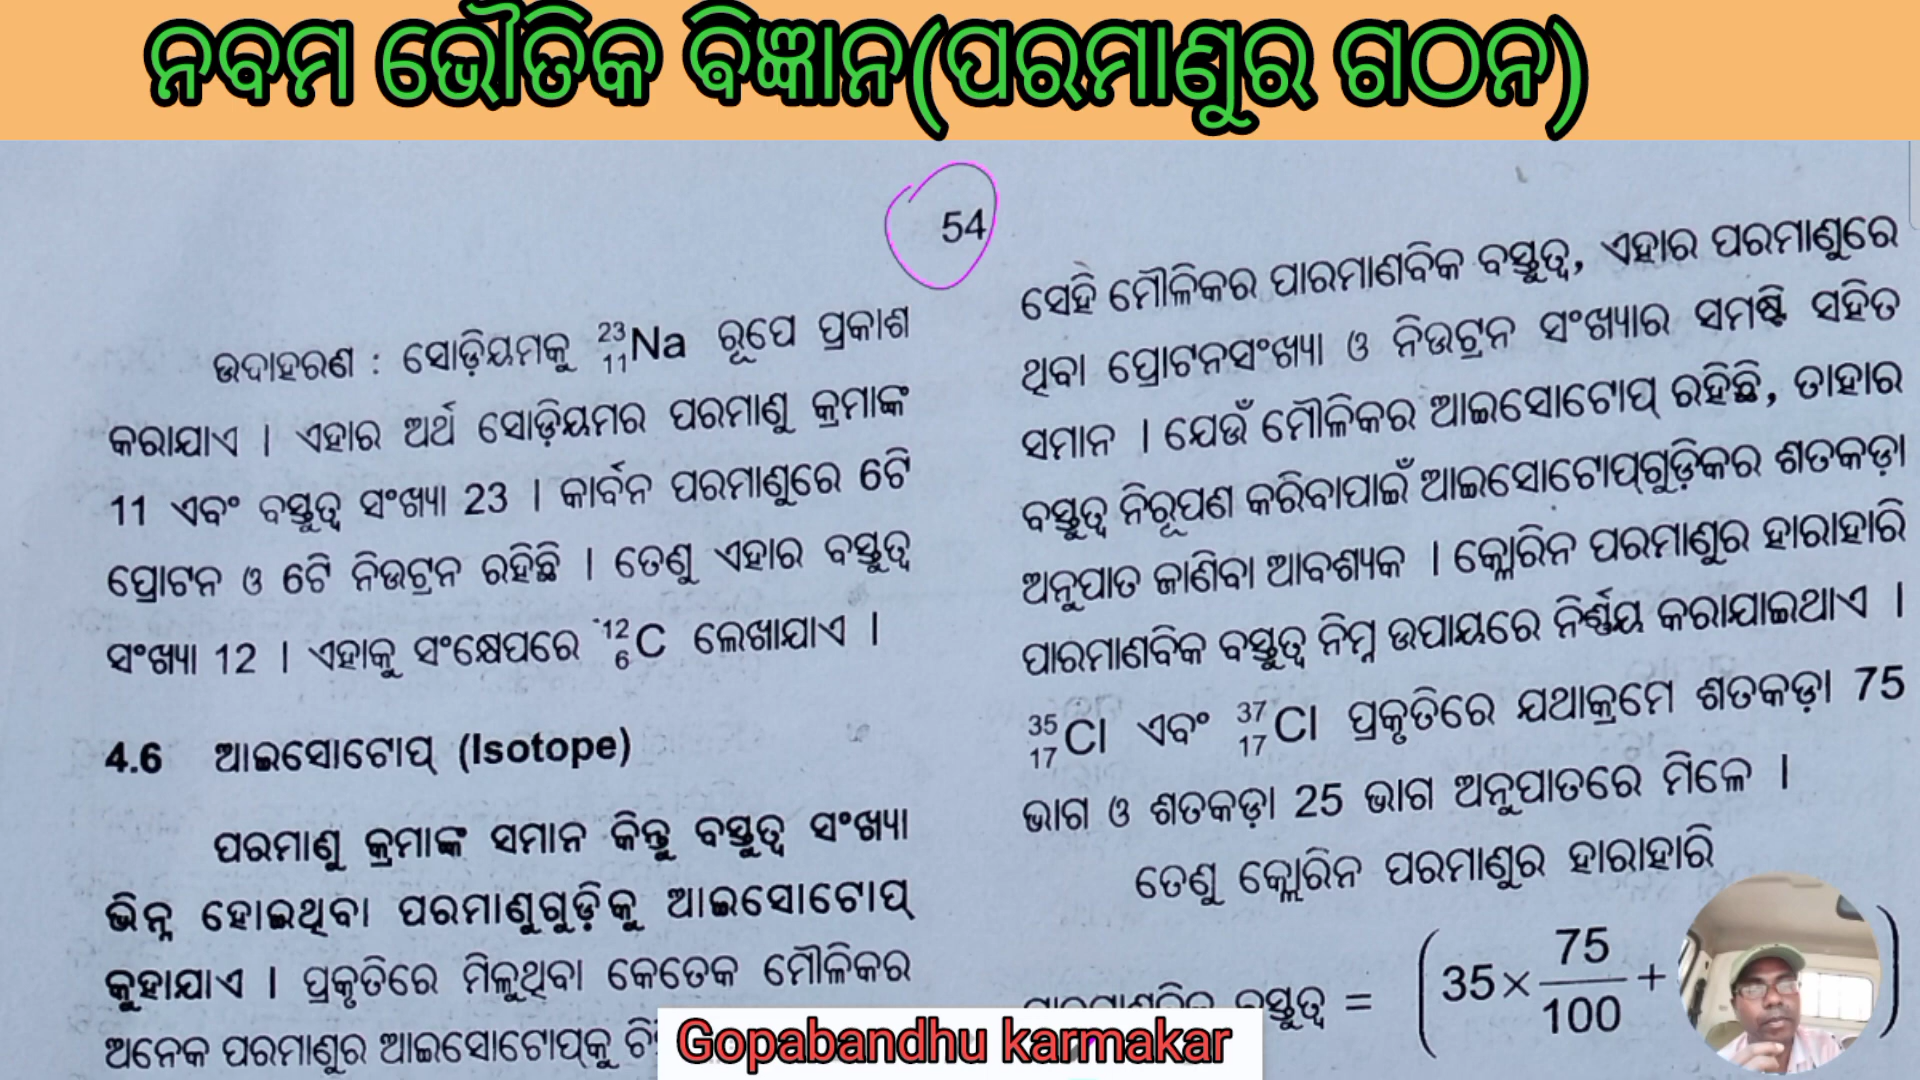 ନବମ ଭୌତିକ ବିଜ୍ଞାନ(ପରମାଣୁର ଗଠନ)
54
ଉଦାହରଣ : ସୋଡ଼ିୟମକୁ ²³₁₁Na ରୂପେ ପ୍ରକାଶ
କରାଯାଏ । ଏହାର ଅର୍ଥ ସୋଡ଼ିୟମର ପରମାଣୁ କ୍ରମାଙ୍କ
11 ଏବଂ ବସ୍ତୁତ୍ୱ ସଂଖ୍ୟା 23 । କାର୍ବନ ପରମାଣୁରେ 6ଟି
ପ୍ରୋଟନ ଓ 6ଟି ନିଉଟ୍ରନ ରହିଛି । ତେଣୁ ଏହାର ବସ୍ତୁତ୍ୱ
ସଂଖ୍ୟା 12 । ଏହାକୁ ସଂକ୍ଷେପରେ ¹²₆C ଲେଖାଯାଏ ।
4.6 ଆଇସୋଟୋପ୍ (Isotope)
ପରମାଣୁ କ୍ରମାଙ୍କ ସମାନ କିନ୍ତୁ ବସ୍ତୁତ୍ୱ ସଂଖ୍ୟା
ଭିନ୍ନ ହୋଇଥିବା ପରମାଣୁଗୁଡ଼ିକୁ ଆଇସୋଟୋପ୍
କୁହାଯାଏ । ପ୍ରକୃତିରେ ମିଳୁଥିବା କେତେକ ମୌଳିକର
ଅନେକ ପରମାଣୁର ଆଇସୋଟୋପ୍‌କୁ
ସେହି ମୌଳିକର ପାରମାଣବିକ ବସ୍ତୁତ୍ୱ, ଏହାର ପରମାଣୁରେ
ଥିବା ପ୍ରୋଟନସଂଖ୍ୟା ଓ ନିଉଟ୍ରନ ସଂଖ୍ୟାର ସମଷ୍ଟି ସହିତ
ସମାନ । ଯେଉଁ ମୌଳିକର ଆଇସୋଟୋପ୍ ରହିଛି, ତାହାର
ବସ୍ତୁତ୍ୱ ନିରୂପଣ କରିବାପାଇଁ ଆଇସୋଟୋପ୍‌ଗୁଡ଼ିକର ଶତକଡ଼ା
ଅନୁପାତ ଜାଣିବା ଆବଶ୍ୟକ । କ୍ଲୋରିନ ପରମାଣୁର ହାରାହାରି
ପାରମାଣବିକ ବସ୍ତୁତ୍ୱ ନିମ୍ନ ଉପାୟରେ ନିର୍ଣ୍ଣୟ କରାଯାଇଥାଏ ।
³⁵₁₇Cl ଏବଂ ³⁷₁₇Cl ପ୍ରକୃତିରେ ଯଥାକ୍ରମେ ଶତକଡ଼ା 75
ଭାଗ ଓ ଶତକଡ଼ା 25 ଭାଗ ଅନୁପାତରେ ମିଳେ ।
ତେଣୁ କ୍ଲୋରିନ ପରମାଣୁର ହାରାହାରି
ପାରମାଣବିକ ବସ୍ତୁତ୍ୱ = (35×75/100+ )
Gopabandhu karmakar